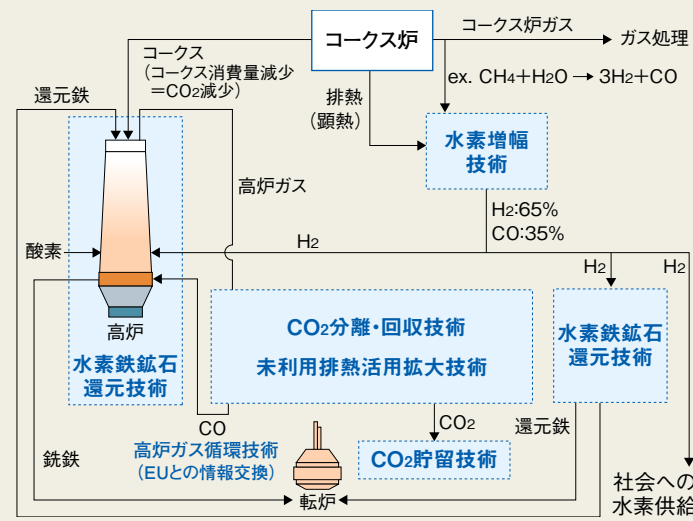 コークス炉
コークス炉ガス
ガス処理
コークス
(コークス消費量減少
=CO2減少)
ex. CH4+H2O→3H2+CO
排熱
(顕熱)
還元鉄
水素増幅
技術
高炉ガス
H2:65%
CO:35%
酸素
H2
H2
H2
高炉
水素鉄鉱石
還元技術
CO2分離・回収技術
未利用排熱活用拡大技術
水素鉄鉱石
還元技術
CO
CO2
還元鉄
高炉ガス循環技術
(EUとの情報交換)
CO2貯留技術
銑鉄
転炉
社会への
水素供給